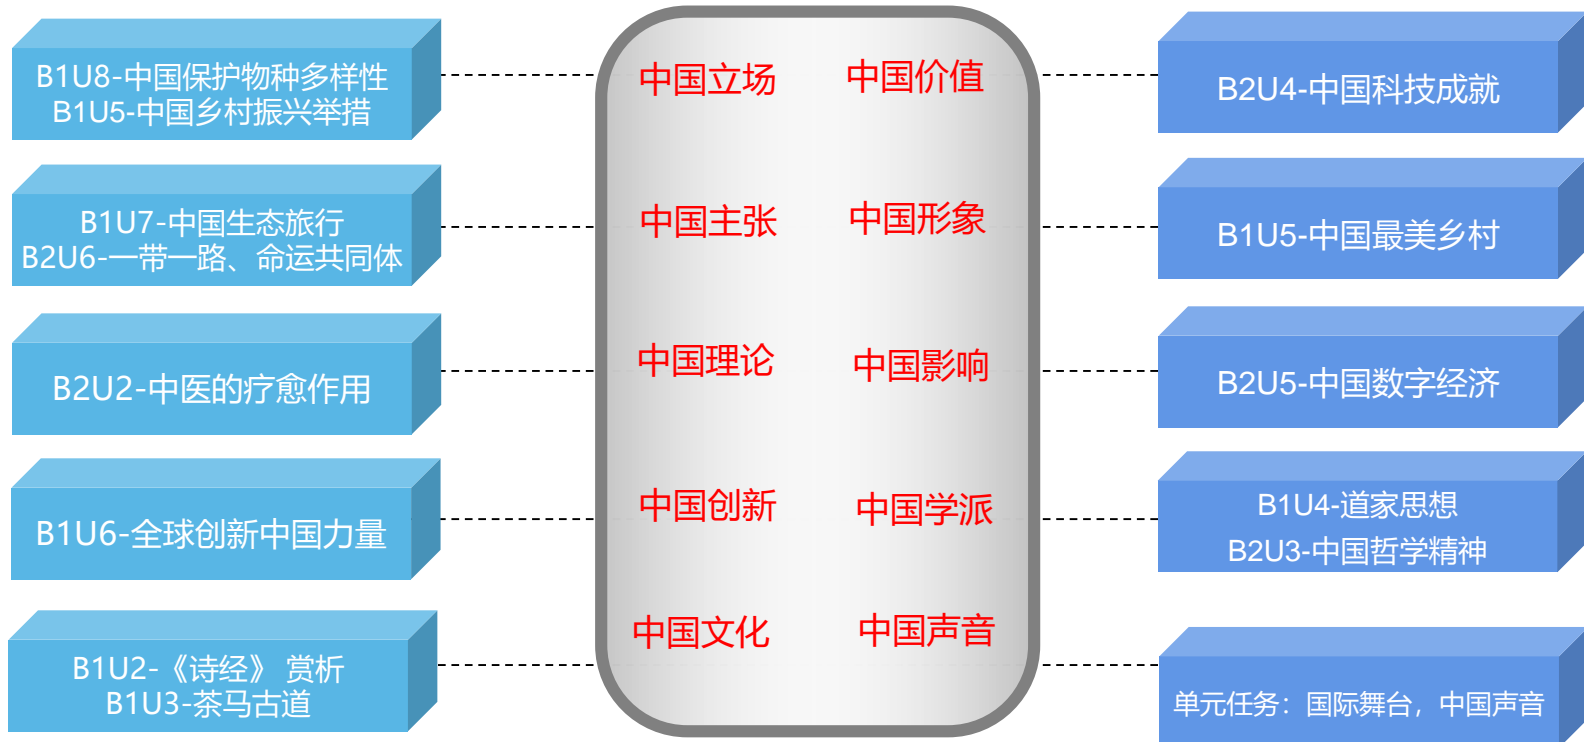 B1U8-中国保护物种多样性
B1U5-中国乡村振兴举措
中国立场
中国价值
B2U4-中国科技成就
B1U7-中国生态旅行
B2U6-一带一路、命运共同体
中国主张
中国形象
B1U5-中国最美乡村
B2U2-中医的疗愈作用
中国理论
中国影响
B2U5-中国数字经济
B1U6-全球创新中国力量
中国创新
中国学派
B1U4-道家思想
B2U3-中国哲学精神
B1U2-《诗经》 赏析
B1U3-茶马古道
中国文化
中国声音
单元任务：国际舞台，中国声音